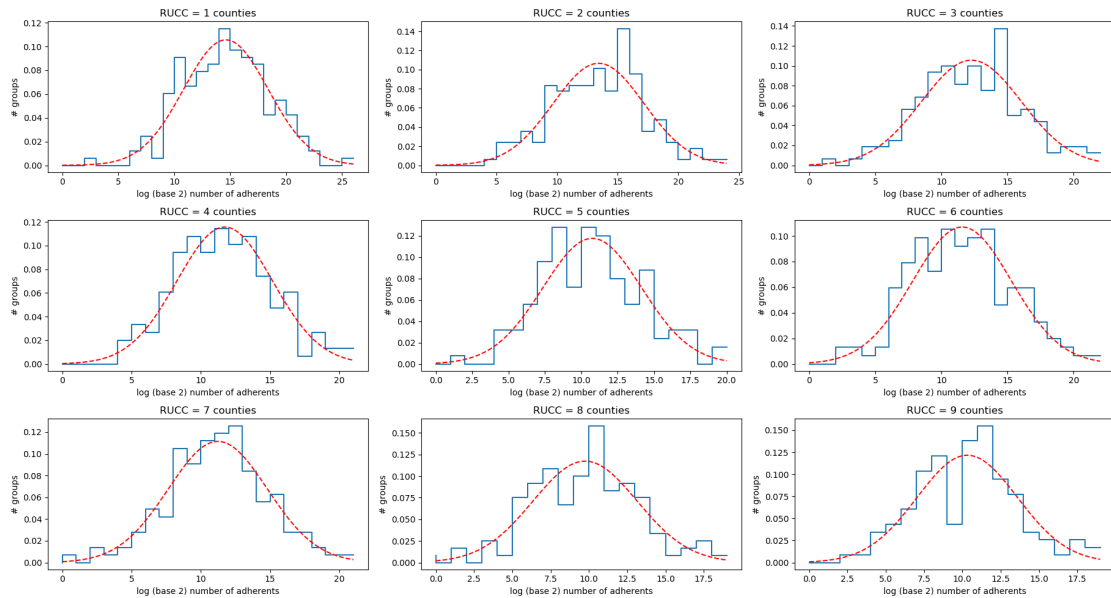 RUCC = 1 counties
# groups
0.12
0.10
0.08
0.06
0.04
0.02
0.00
0 5 10 15 20 25
log (base 2) number of adherents
RUCC = 2 counties
# groups
0.14
0.12
0.10
0.08
0.06
0.04
0.02
0.00
0 5 10 15 20 25
log (base 2) number of adherents
RUCC = 3 counties
# groups
0.14
0.12
0.10
0.08
0.06
0.04
0.02
0.00
0 5 10 15 20
log (base 2) number of adherents
RUCC = 4 counties
# groups
0.12
0.10
0.08
0.06
0.04
0.02
0.00
0 5 10 15 20
log (base 2) number of adherents
RUCC = 5 counties
# groups
0.12
0.10
0.08
0.06
0.04
0.02
0.00
0.0 2.5 5.0 7.5 10.0 12.5 15.0 17.5 20.0
log (base 2) number of adherents
RUCC = 6 counties
# groups
0.10
0.08
0.06
0.04
0.02
0.00
0 5 10 15 20
log (base 2) number of adherents
RUCC = 7 counties
# groups
0.12
0.10
0.08
0.06
0.04
0.02
0.00
0 5 10 15 20
log (base 2) number of adherents
RUCC = 8 counties
# groups
0.150
0.125
0.100
0.075
0.050
0.025
0.000
0.0 2.5 5.0 7.5 10.0 12.5 15.0 17.5
log (base 2) number of adherents
RUCC = 9 counties
# groups
0.150
0.125
0.100
0.075
0.050
0.025
0.000
0.0 2.5 5.0 7.5 10.0 12.5 15.0 17.5
log (base 2) number of adherents